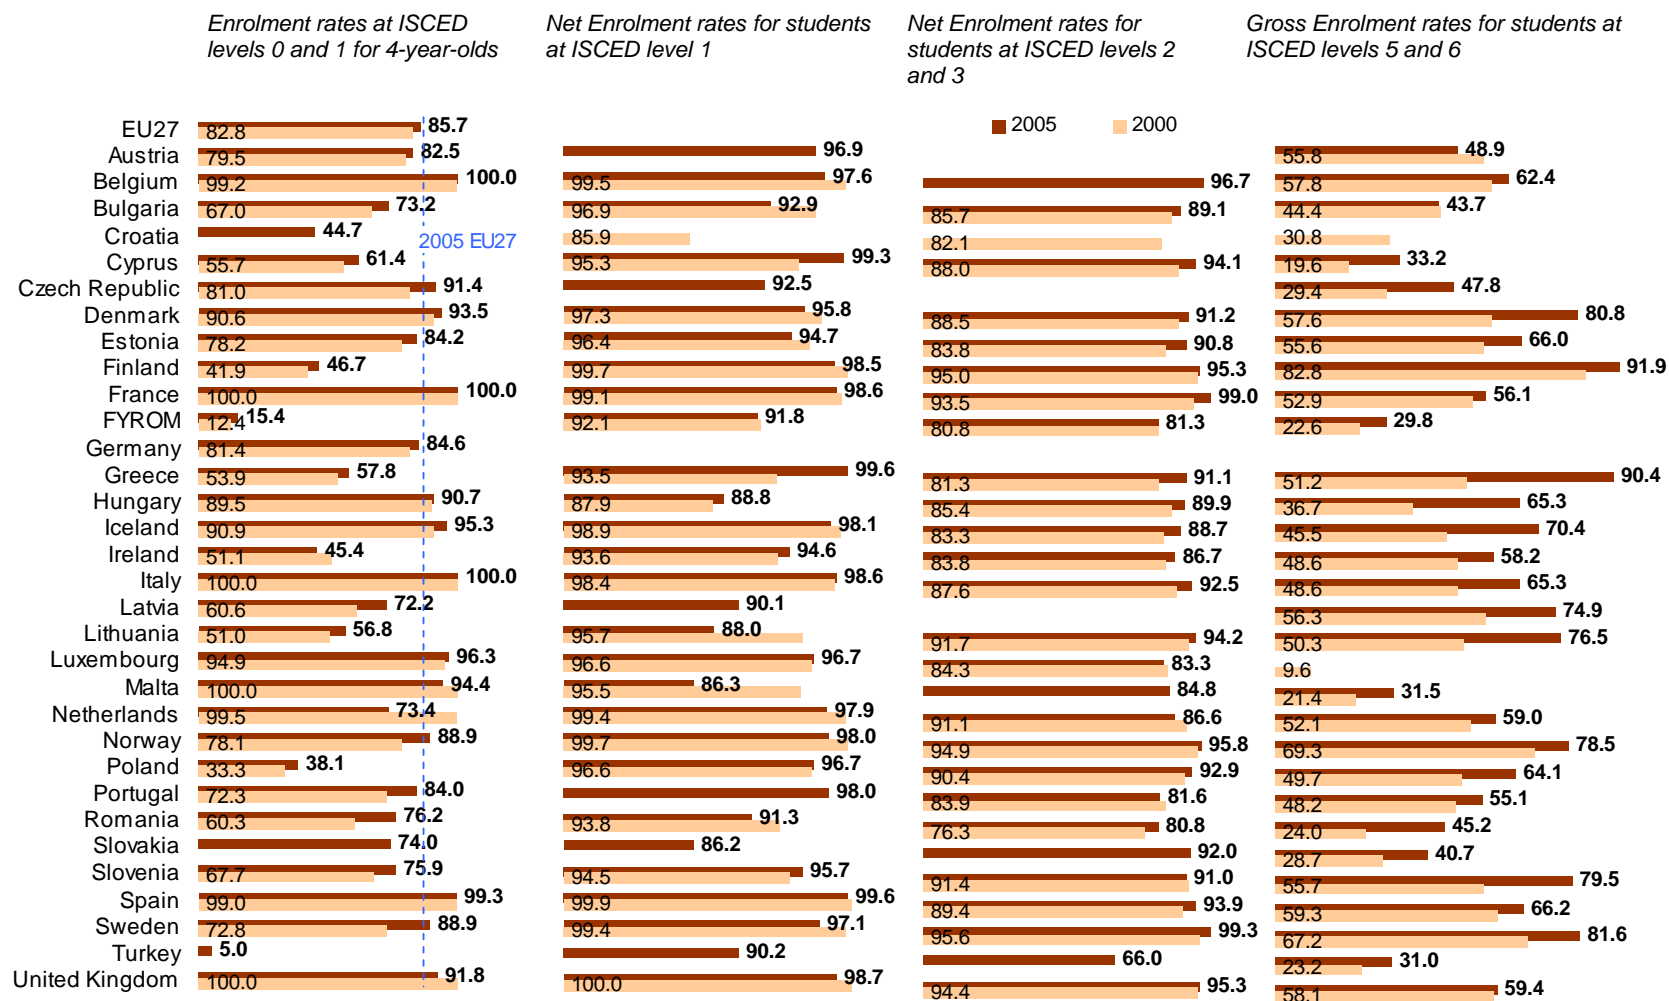 Enrolment rates at ISCED levels 0 and 1 for 4-year-olds
Net Enrolment rates for students at ISCED level 1
Net Enrolment rates for students at ISCED levels 2 and 3
Gross Enrolment rates for students at ISCED levels 5 and 6
2005 2000
EU27 82.8 85.7
Austria 79.5 82.5 96.9 55.8 48.9
Belgium 99.2 100.0 99.5 97.6 96.7 57.8 62.4
Bulgaria 67.0 73.2 96.9 92.9 85.7 89.1 44.4 43.7
Croatia 44.7 85.9 82.1 30.8
2005 EU27
Cyprus 55.7 61.4 95.3 99.3 88.0 94.1 19.6 33.2
Czech Republic 81.0 91.4 92.5 29.4 47.8
Denmark 90.6 93.5 97.3 95.8 88.5 91.2 57.6 80.8
Estonia 78.2 84.2 96.4 94.7 83.8 90.8 55.6 66.0
Finland 41.9 46.7 99.7 98.5 95.0 95.3 82.8 91.9
France 100.0 100.0 99.1 98.6 93.5 99.0 52.9 56.1
FYROM 12.4 15.4 92.1 91.8 80.8 81.3 22.6 29.8
Germany 81.4 84.6
Greece 53.9 57.8 93.5 99.6 81.3 91.1 51.2 90.4
Hungary 89.5 90.7 87.9 88.8 85.4 89.9 36.7 65.3
Iceland 90.9 95.3 98.9 98.1 83.3 88.7 45.5 70.4
Ireland 51.1 45.4 93.6 94.6 83.8 86.7 48.6 58.2
Italy 100.0 100.0 98.4 98.6 87.6 92.5 48.6 65.3
Latvia 60.6 72.2 90.1 56.3 74.9
Lithuania 51.0 56.8 95.7 88.0 91.7 94.2 50.3 76.5
Luxembourg 94.9 96.3 96.6 96.7 84.3 83.3 9.6
Malta 100.0 94.4 95.5 86.3 84.8 21.4 31.5
Netherlands 99.5 73.4 99.4 97.9 91.1 86.6 52.1 59.0
Norway 78.1 88.9 99.7 98.0 94.9 95.8 69.3 78.5
Poland 33.3 38.1 96.6 96.7 90.4 92.9 49.7 64.1
Portugal 72.3 84.0 98.0 83.9 81.6 48.2 55.1
Romania 60.3 76.2 93.8 91.3 76.3 80.8 24.0 45.2
Slovakia 74.0 86.2 92.0 28.7 40.7
Slovenia 67.7 75.9 94.5 95.7 91.4 91.0 55.7 79.5
Spain 99.0 99.3 99.9 99.6 89.4 93.9 59.3 66.2
Sweden 72.8 88.9 99.4 97.1 95.6 99.3 67.2 81.6
Turkey 5.0 90.2 66.0 23.2 31.0
United Kingdom 100.0 91.8 100.0 98.7 94.4 95.3 58.1 59.4